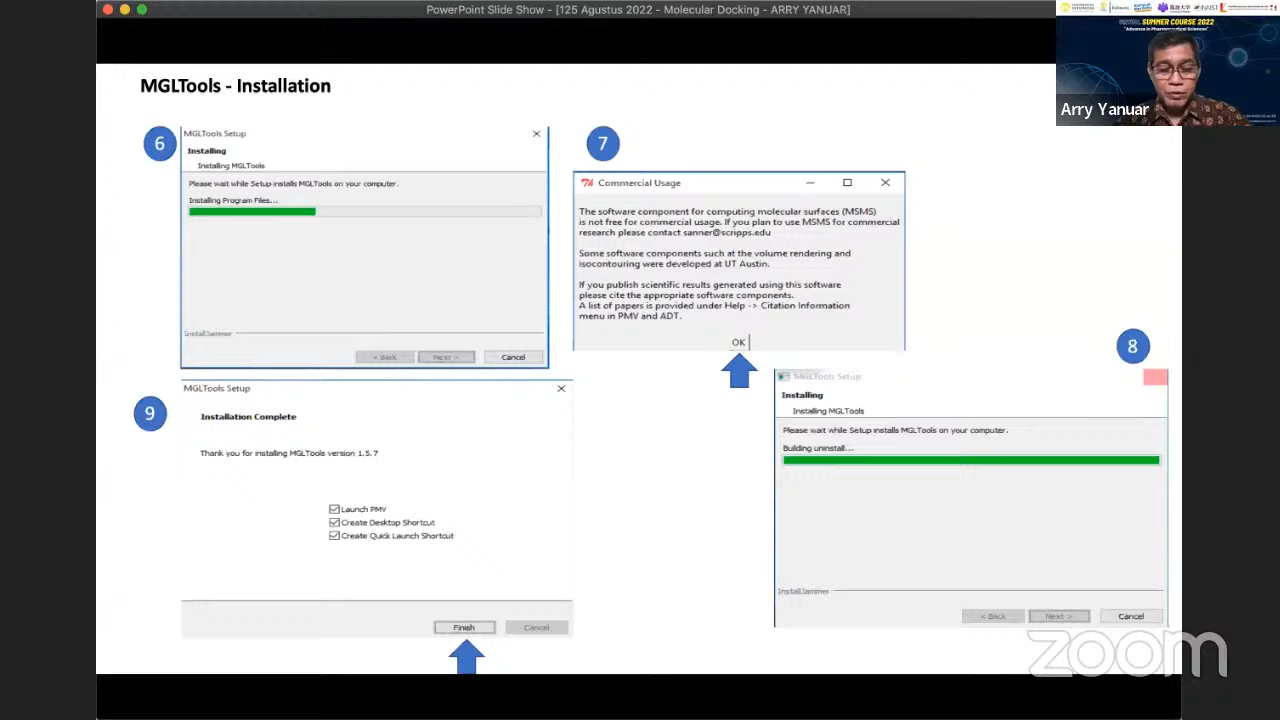 PowerPoint Slide Show - [125 Agustus 2022 - Molecular Docking - ARRY YANUAR]
SUMMER COURSE 2022
"Advance in Pharmaceutical Sciences"
Arry Yanuar
MGLTools - Installation
6
MGLTools Setup
Installing
Installing MGLTools
Please wait while Setup installs MGLTools on your computer.
Installing Program Files...
InstallJammer
< Back
Next >
Cancel
7
Commercial Usage
The software component for computing molecular surfaces (MSMS)
is not free for commercial usage. If you plan to use MSMS for commercial
research please contact sanner@scripps.edu
Some software components such at the volume rendering and
isocontouring were developed at UT Austin.
If you publish scientific results generated using this software
please cite the appropriate software components.
A list of papers is provided under Help -> Citation Information
menu in PMV and ADT.
OK
8
MGLTools Setup
Installing
Installing MGLTools
Please wait while Setup installs MGLTools on your computer.
Building uninstall...
InstallJammer
< Back
Next >
Cancel
9
MGLTools Setup
Installation Complete
Thank you for installing MGLTools version 1.5.7
Launch PMV
Create Desktop Shortcut
Create Quick Launch Shortcut
Finish
Cancel
zoom